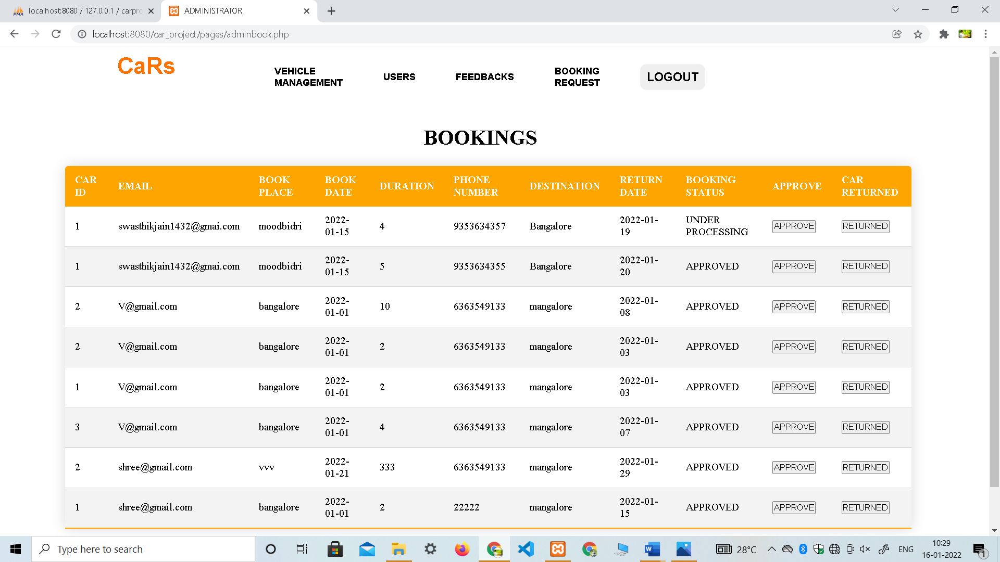 localhost:8080 / 127.0.0.1 / carpro
ADMINISTRATOR
localhost:8080/car_project/pages/adminbook.php
CaRs
VEHICLE
MANAGEMENT
USERS
FEEDBACKS
BOOKING
REQUEST
LOGOUT
BOOKINGS
CAR ID EMAIL BOOK PLACE BOOK DATE DURATION PHONE NUMBER DESTINATION RETURN DATE BOOKING STATUS APPROVE CAR RETURNED
1 swasthikjain1432@gmai.com moodbidri 2022-01-15 4 9353634357 Bangalore 2022-01-19 UNDER PROCESSING APPROVE RETURNED
1 swasthikjain1432@gmai.com moodbidri 2022-01-15 5 9353634355 Bangalore 2022-01-20 APPROVED APPROVE RETURNED
2 V@gmail.com bangalore 2022-01-01 10 6363549133 mangalore 2022-01-08 APPROVED APPROVE RETURNED
2 V@gmail.com bangalore 2022-01-01 2 6363549133 mangalore 2022-01-03 APPROVED APPROVE RETURNED
1 V@gmail.com bangalore 2022-01-01 2 6363549133 mangalore 2022-01-03 APPROVED APPROVE RETURNED
3 V@gmail.com bangalore 2022-01-01 4 6363549133 mangalore 2022-01-07 APPROVED APPROVE RETURNED
2 shree@gmail.com vvv 2022-01-21 333 6363549133 mangalore 2022-01-29 APPROVED APPROVE RETURNED
1 shree@gmail.com bangalore 2022-01-01 2 22222 mangalore 2022-01-15 APPROVED APPROVE RETURNED
Type here to search
28°C
ENG
10:29
16-01-2022
1